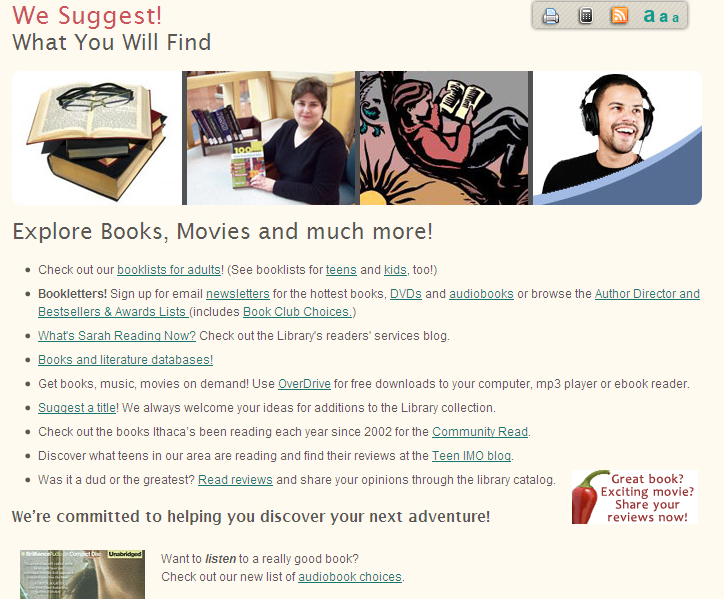 We Suggest!
a a a
What You Will Find
100
Explore Books, Movies and much more!
Check out our booklists for adults! (See booklists for teens and kids, too!)
Bookletters! Sign up for email newsletters for the hottest books, DVDs and audiobooks or browse the Author Director and
Bestsellers & Awards Lists (includes Book Club Choices.)
What's Sarah Reading Now? Check out the Library's readers' services blog.
Books and literature databases!
Get books, music, movies on demand! Use OverDrive for free downloads to your computer, mp3 player or ebook reader.
Suggest a title! We always welcome your ideas for additions to the Library collection.
Check out the books Ithaca's been reading each year since 2002 for the Community Read.
Discover what teens in our area are reading and find their reviews at the Teen IMO blog.
Was it a dud or the greatest? Read reviews and share your opinions through the library catalog.
Great book?
Exciting movie?
Share your
reviews now!
We're committed to helping you discover your next adventure!
Unabridged
Want to listen to a really good book?
Check out our new list of audiobook choices.